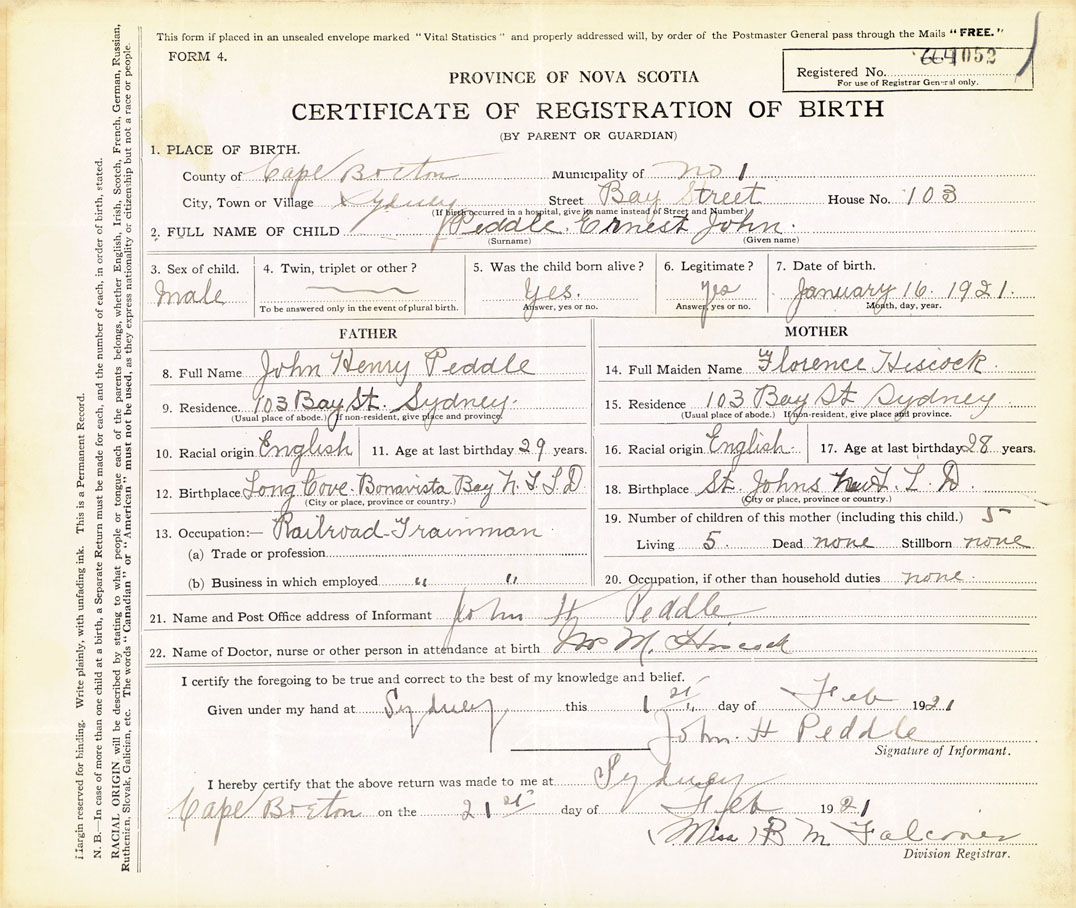 This form if placed in an unsealed envelope marked "Vital Statistics" and properly addressed will, by order of the Postmaster General pass through the Mails "FREE."
FORM 4.
Registered No. 664 052
For use of Registrar General only.
PROVINCE OF NOVA SCOTIA
CERTIFICATE OF REGISTRATION OF BIRTH
(BY PARENT OR GUARDIAN)
1. PLACE OF BIRTH.
County of Cape Breton Municipality of No 1
City, Town or Village Sydney Street Bay Street House No. 103
(If birth occurred in a hospital, give its name instead of Street and Number)
2. FULL NAME OF CHILD Peddle. Ernest John.
(Surname) (Given name)
3. Sex of child. 4. Twin, triplet or other? 5. Was the child born alive? 6. Legitimate? 7. Date of birth.
Male Yes. Yes January 16. 1921.
To be answered only in the event of plural birth. Answer, yes or no. Answer, yes or no. Month, day, year.
FATHER
8. Full Name John Henry Peddle
9. Residence. 103 Bay St. Sydney.
(Usual place of abode.) If non-resident, give place and province.
10. Racial origin English 11. Age at last birthday 29 years.
12. Birthplace Long Cove. Bonavista Bay N.F.L.D
(City or place, province or country.)
13. Occupation:— Railroad-Trainman
(a) Trade or profession
(b) Business in which employed " "
MOTHER
14. Full Maiden Name Florence Hiscock.
15. Residence 103 Bay St. Sydney.
(Usual place of abode.) If non-resident, give place and province.
16. Racial origin English. 17. Age at last birthday 28 years.
18. Birthplace St. Johns L. D.
(City or place, province or country.)
19. Number of children of this mother (including this child.) 5
Living 5. Dead none Stillborn none
20. Occupation, if other than household duties none.
21. Name and Post Office address of Informant John H Peddle
22. Name of Doctor, nurse or other person in attendance at birth M. Hiscock
I certify the foregoing to be true and correct to the best of my knowledge and belief.
Given under my hand at Sydney this 1st day of Feb 1921
John. H Peddle
Signature of Informant.
I hereby certify that the above return was made to me at Sydney
Cape Breton on the 21st day of Feb 1921
(Miss) B M Falconer
Division Registrar.
Margin reserved for binding. Write plainly, with unfading ink. This is a Permanent Record.
N. B.—In case of more than one child at a birth, a Separate Return must be made for each, and the number of each, in order of birth, stated.
RACIAL ORIGIN will be described by stating to what people or tongue each of the parents belongs, whether English, Irish, Scotch, French, German, Russian,
Ruthenian, Slovak, Galician, etc. The words "Canadian" or "American" must not be used, as they express nationality or citizenship but not a race or people.